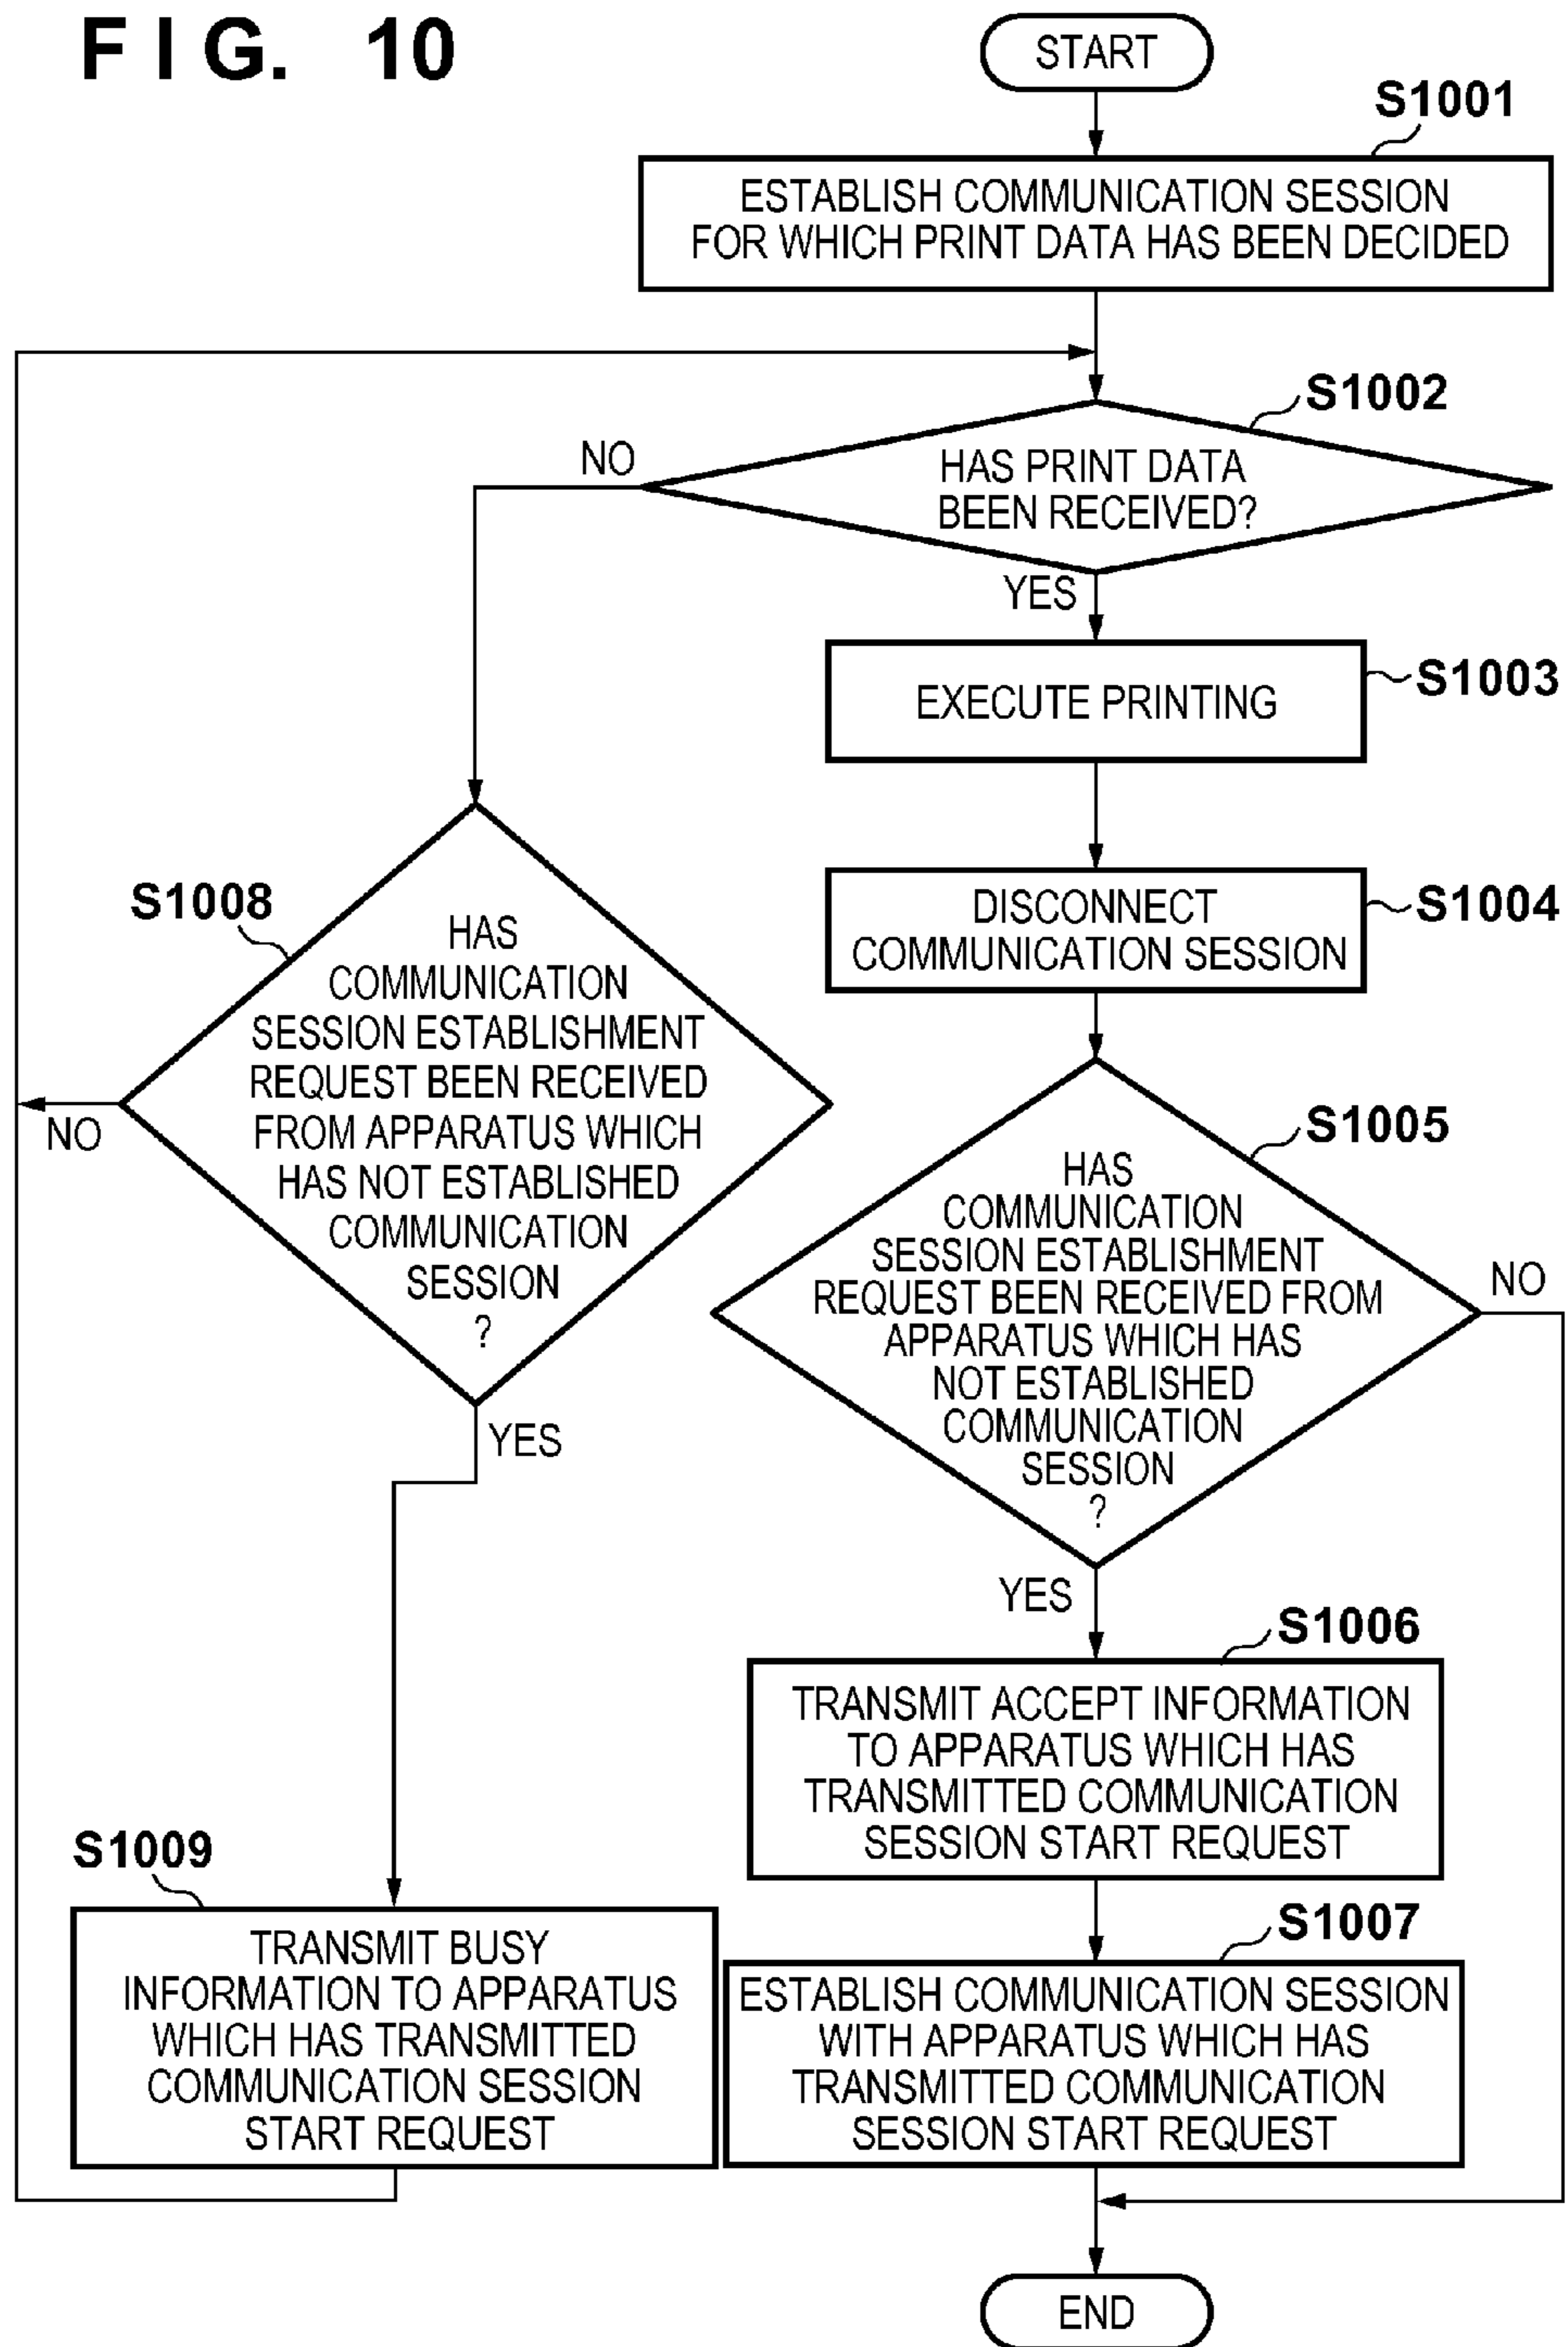 FIG. 10
START
S1001
ESTABLISH COMMUNICATION SESSION
FOR WHICH PRINT DATA HAS BEEN DECIDED
S1002
NO
HAS PRINT DATA
BEEN RECEIVED?
YES
S1003
EXECUTE PRINTING
S1004
DISCONNECT
COMMUNICATION SESSION
S1008
HAS
COMMUNICATION
SESSION ESTABLISHMENT
REQUEST BEEN RECEIVED
FROM APPARATUS WHICH
HAS NOT ESTABLISHED
COMMUNICATION
SESSION
?
NO
YES
S1005
HAS
COMMUNICATION
SESSION ESTABLISHMENT
REQUEST BEEN RECEIVED FROM
APPARATUS WHICH HAS
NOT ESTABLISHED
COMMUNICATION
SESSION
?
NO
YES
S1006
TRANSMIT ACCEPT INFORMATION
TO APPARATUS WHICH HAS
TRANSMITTED COMMUNICATION
SESSION START REQUEST
S1009
TRANSMIT BUSY
INFORMATION TO APPARATUS
WHICH HAS TRANSMITTED
COMMUNICATION SESSION
START REQUEST
S1007
ESTABLISH COMMUNICATION SESSION
WITH APPARATUS WHICH HAS
TRANSMITTED COMMUNICATION
SESSION START REQUEST
END